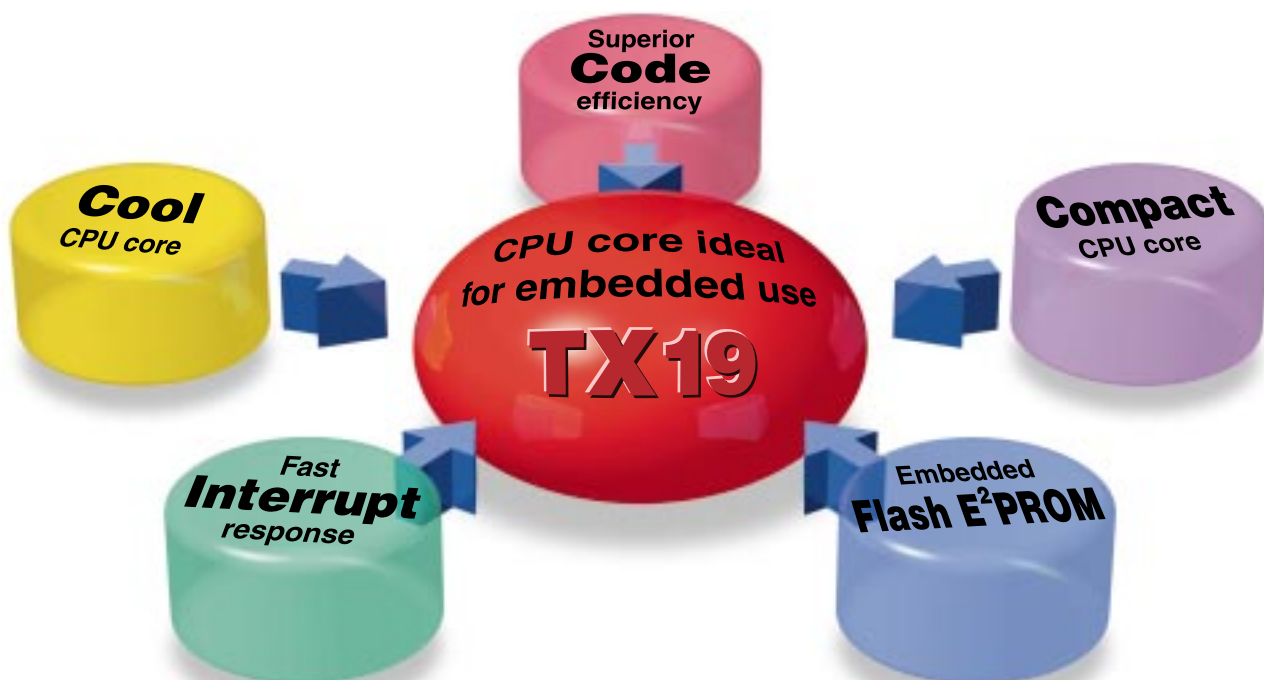 Superior
Code
efficiency
Cool
CPU core
Compact
CPU core
CPU core ideal
for embedded use
TX19
Fast
Interrupt
response
Embedded
Flash E²PROM